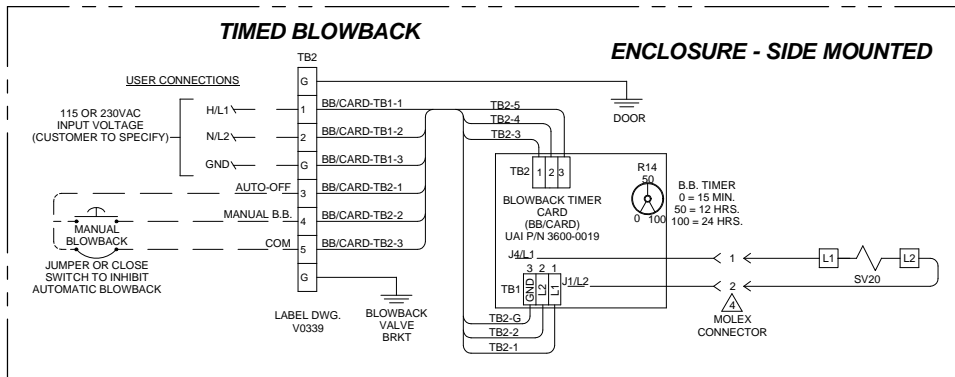 TIMED BLOWBACK
ENCLOSURE - SIDE MOUNTED
TB2
USER CONNECTIONS
115 OR 230VAC
INPUT VOLTAGE
(CUSTOMER TO SPECIFY)
H/L1
N/L2
GND
AUTO-OFF
MANUAL B.B.
COM
MANUAL
BLOWBACK
JUMPER OR CLOSE
SWITCH TO INHIBIT
AUTOMATIC BLOWBACK
G
1
2
G
3
4
5
G
BB/CARD-TB1-1
BB/CARD-TB1-2
BB/CARD-TB1-3
BB/CARD-TB2-1
BB/CARD-TB2-2
BB/CARD-TB2-3
LABEL DWG.
V0339
BLOWBACK
VALVE
BRKT
DOOR
TB2-5
TB2-4
TB2-3
TB2
1 2 3
BLOWBACK TIMER
CARD
(BB/CARD)
UAI P/N 3600-0019
R14
50
0 100
B.B. TIMER
0 = 15 MIN.
50 = 12 HRS.
100 = 24 HRS.
J4/L1
3 2 1
TB1
GND
L2
L1
J1/L2
TB2-G
TB2-2
TB2-1
1
2
4
MOLEX
CONNECTOR
L1
L2
SV20